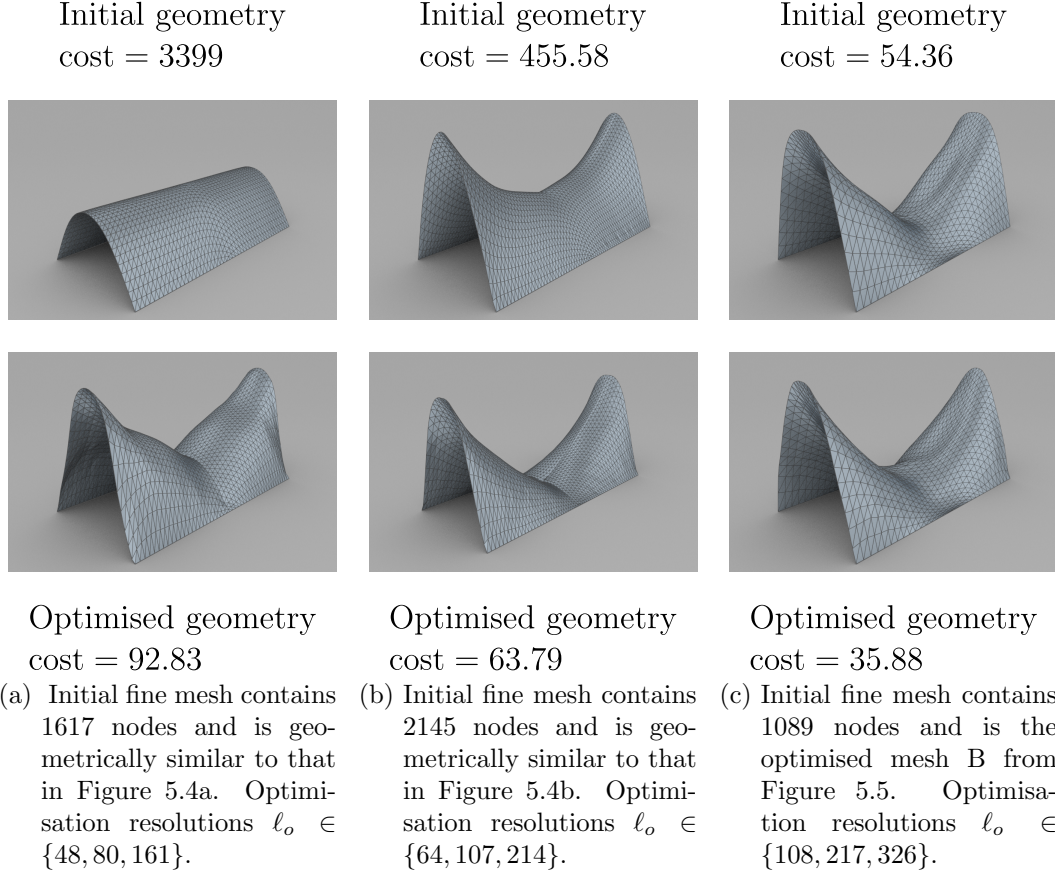 Initial geometry
cost = 3399
Initial geometry
cost = 455.58
Initial geometry
cost = 54.36
Optimised geometry
cost = 92.83
Optimised geometry
cost = 63.79
Optimised geometry
cost = 35.88
(a) Initial fine mesh contains
1617 nodes and is geo-
metrically similar to that
in Figure 5.4a. Optimi-
sation resolutions ℓₒ ∈
{48, 80, 161}.
(b) Initial fine mesh contains
2145 nodes and is geo-
metrically similar to that
in Figure 5.4b. Optimi-
sation resolutions ℓₒ ∈
{64, 107, 214}.
(c) Initial fine mesh contains
1089 nodes and is the
optimised mesh B from
Figure 5.5. Optimisa-
tion resolutions ℓₒ ∈
{108, 217, 326}.